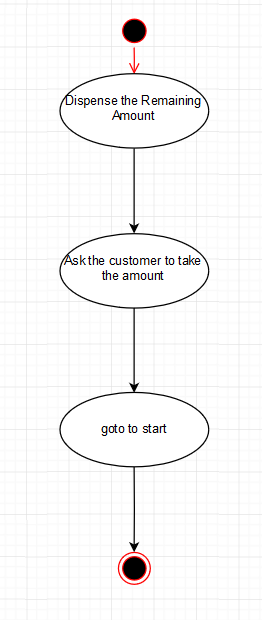 Dispense the Remaining
Amount
Ask the customer to take
the amount
goto to start